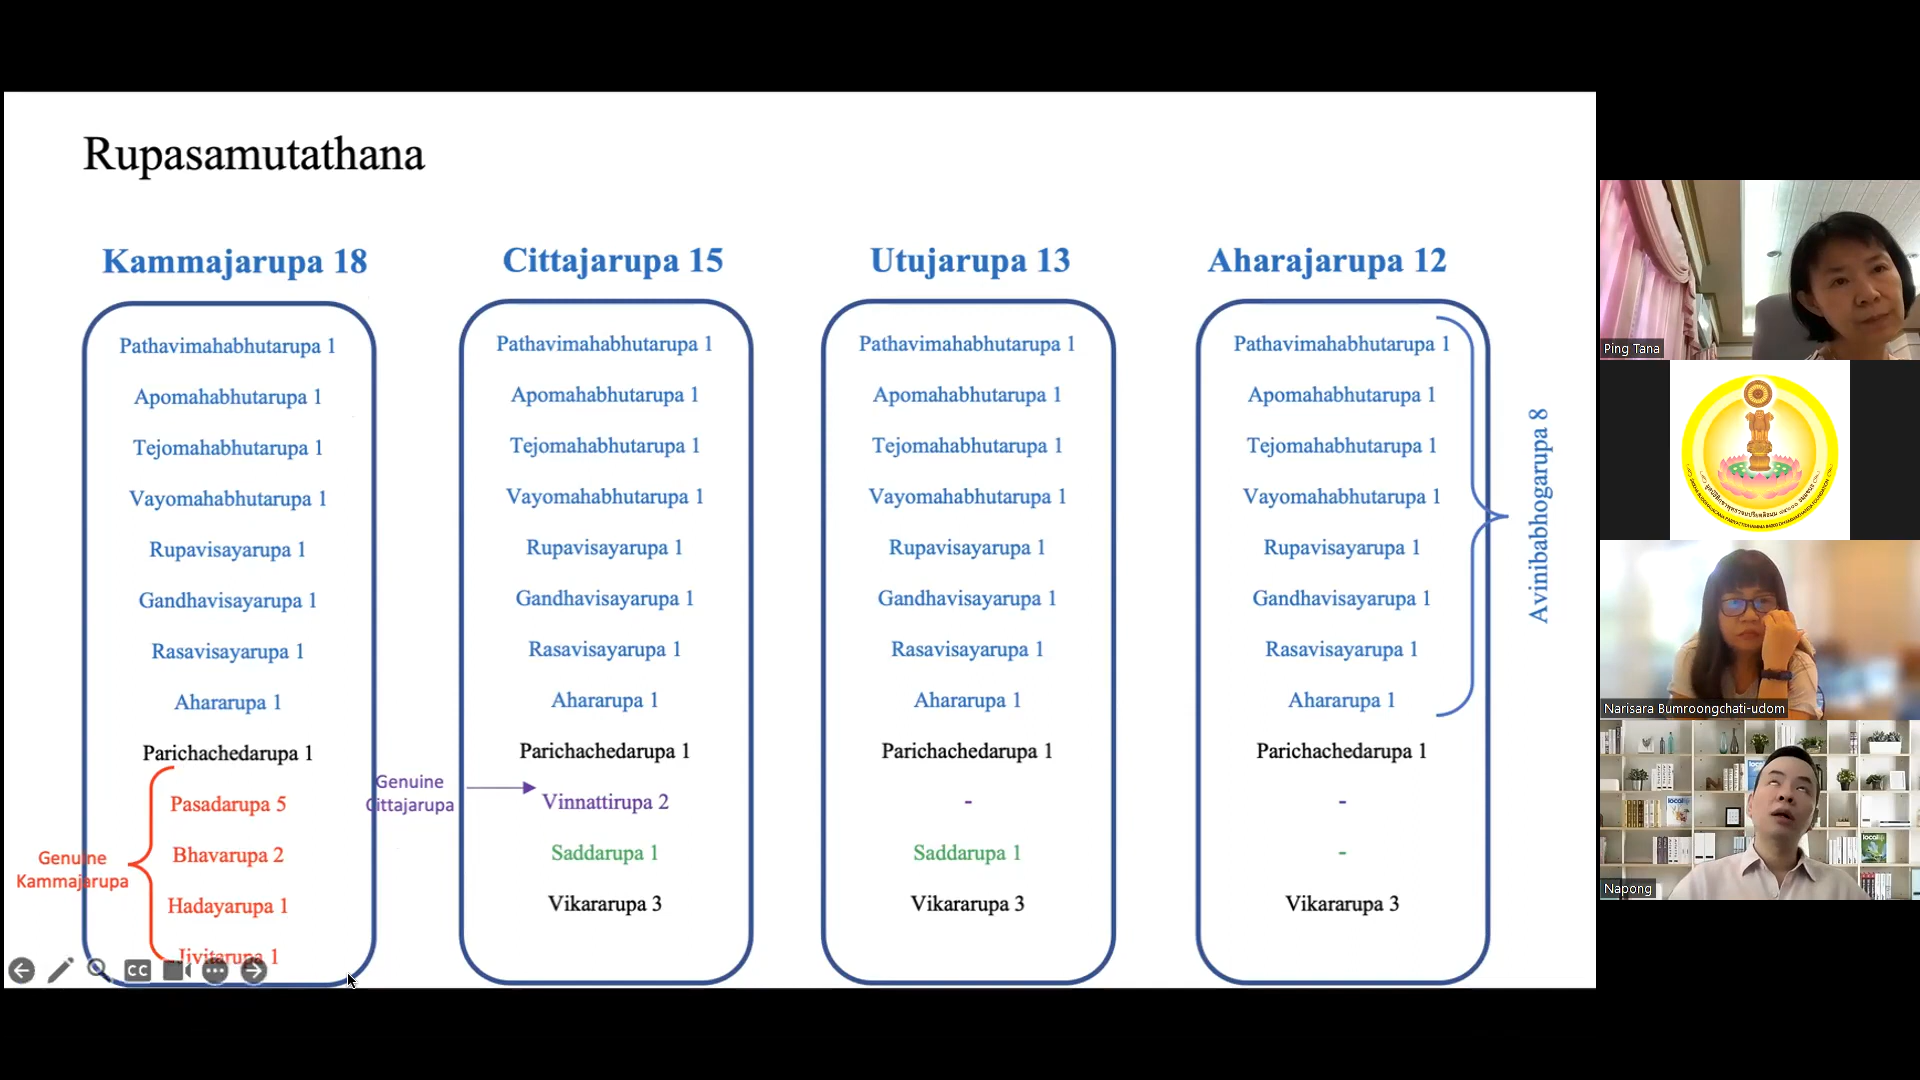 Rupasamutathana
Kammajarupa 18
Pathavimahabhutarupa 1
Apomahabhutarupa 1
Tejomahabhutarupa 1
Vayomahabhutarupa 1
Rupavisayarupa 1
Gandhavisayarupa 1
Rasavisayarupa 1
Ahararupa 1
Parichachedarupa 1
Pasadarupa 5
Bhavarupa 2
Hadayarupa 1
Jivitarupa 1
Genuine
Kammajarupa
Cittajarupa 15
Pathavimahabhutarupa 1
Apomahabhutarupa 1
Tejomahabhutarupa 1
Vayomahabhutarupa 1
Rupavisayarupa 1
Gandhavisayarupa 1
Rasavisayarupa 1
Ahararupa 1
Parichachedarupa 1
Vinnattirupa 2
Saddarupa 1
Vikararupa 3
Genuine
Cittajarupa
Utujarupa 13
Pathavimahabhutarupa 1
Apomahabhutarupa 1
Tejomahabhutarupa 1
Vayomahabhutarupa 1
Rupavisayarupa 1
Gandhavisayarupa 1
Rasavisayarupa 1
Ahararupa 1
Parichachedarupa 1
-
Saddarupa 1
Vikararupa 3
Aharajarupa 12
Pathavimahabhutarupa 1
Apomahabhutarupa 1
Tejomahabhutarupa 1
Vayomahabhutarupa 1
Rupavisayarupa 1
Gandhavisayarupa 1
Rasavisayarupa 1
Ahararupa 1
Parichachedarupa 1
-
-
Vikararupa 3
Avinibabhogarupa 8
CC
Ping Tana
Narisara Bumroongchati-udom
Napong
local
local